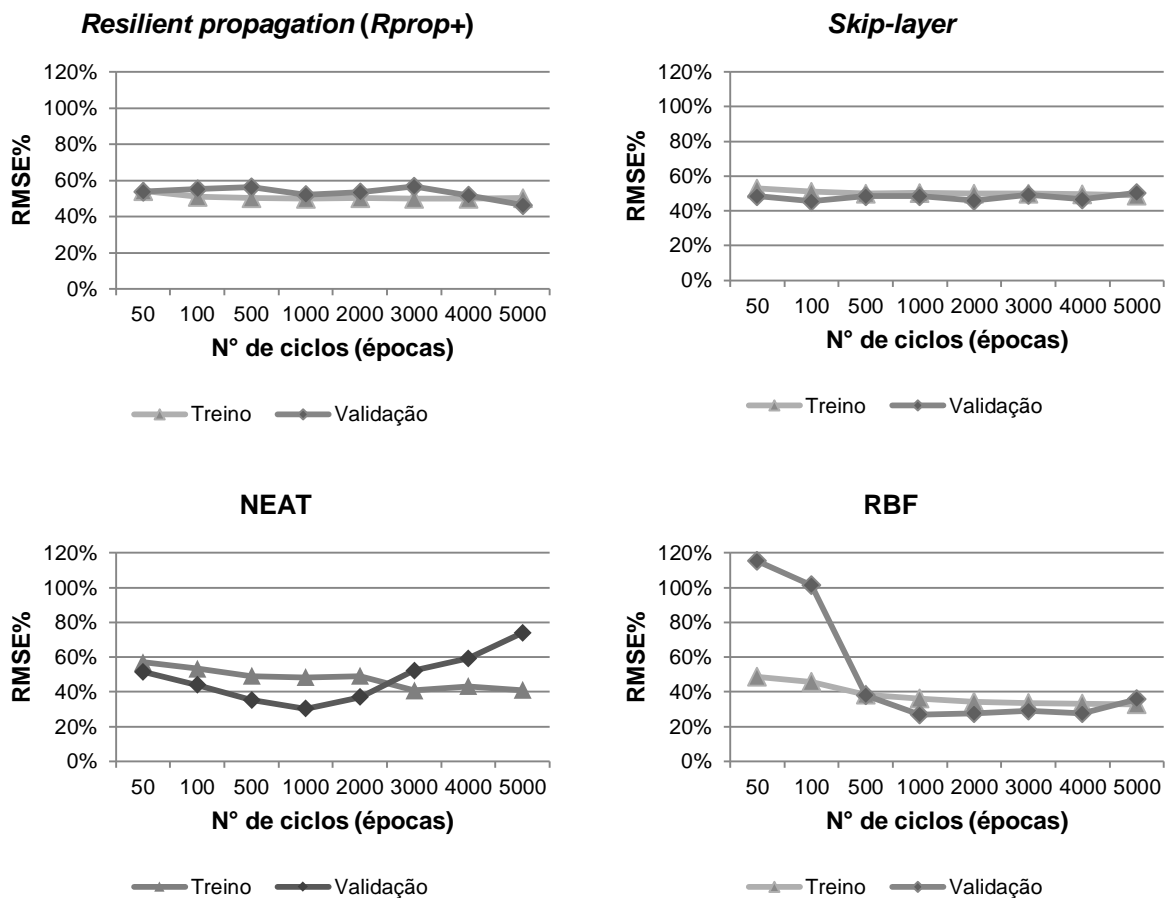 Resilient propagation (Rprop+)
120%
100%
80%
60%
40%
20%
0%
RMSE%
50 100 500 1000 2000 3000 4000 5000
N° de ciclos (épocas)
Treino Validação
Skip-layer
120%
100%
80%
60%
40%
20%
0%
RMSE%
50 100 500 1000 2000 3000 4000 5000
N° de ciclos (épocas)
Treino Validação
NEAT
120%
100%
80%
60%
40%
20%
0%
RMSE%
50 100 500 1000 2000 3000 4000 5000
N° de ciclos (épocas)
Treino Validação
RBF
120%
100%
80%
60%
40%
20%
0%
RMSE%
50 100 500 1000 2000 3000 4000 5000
N° de ciclos (épocas)
Treino Validação